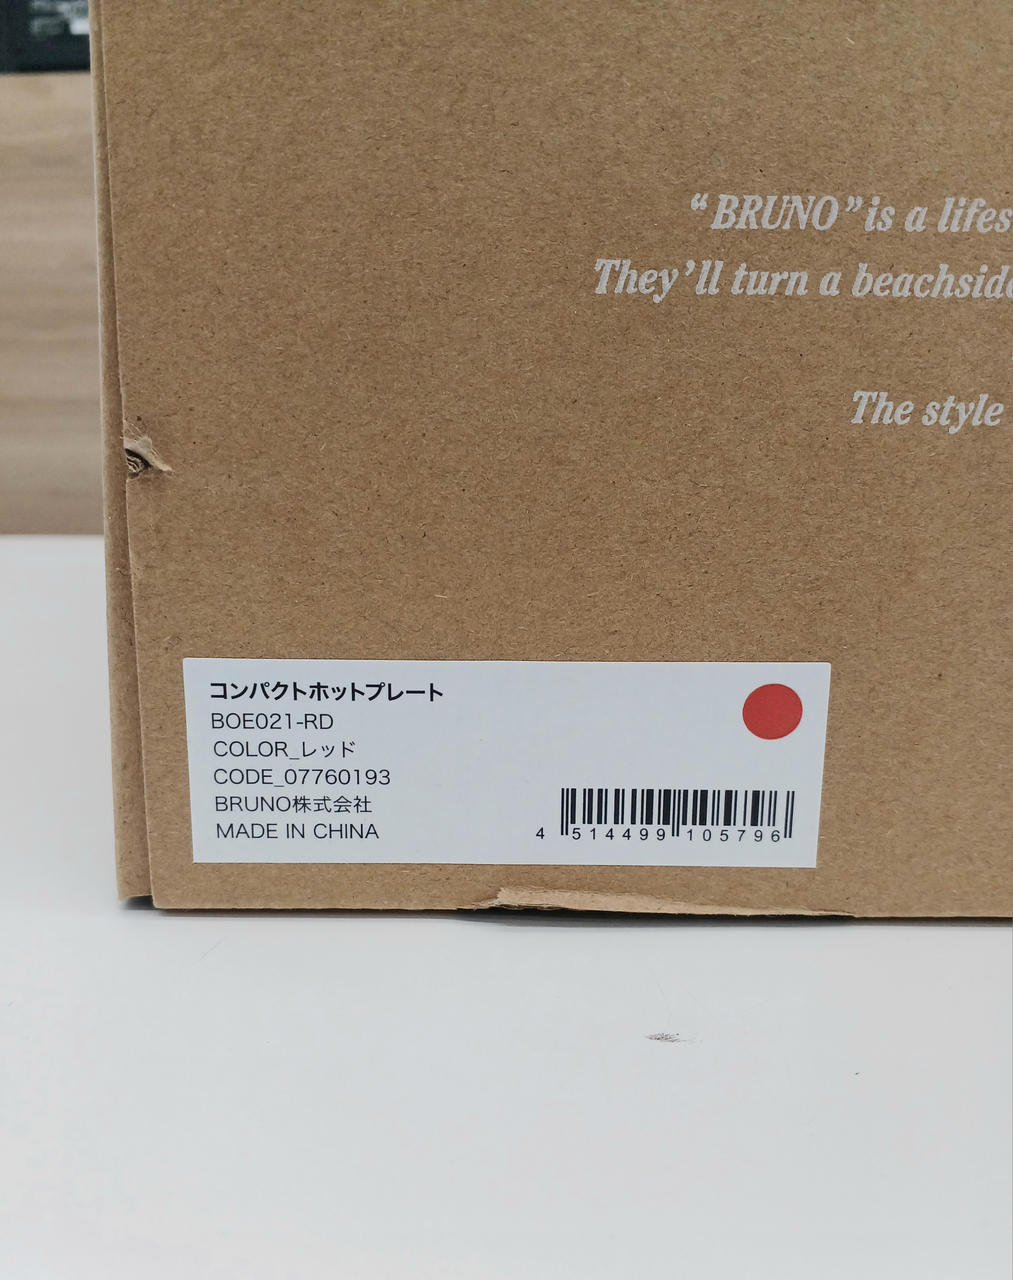 “BRUNO” is a lifes
They’ll turn a beachside
The style
コンパクトホットプレート
BOE021-RD
COLOR_レッド
CODE_07760193
BRUNO株式会社
MADE IN CHINA
4 514499 105796